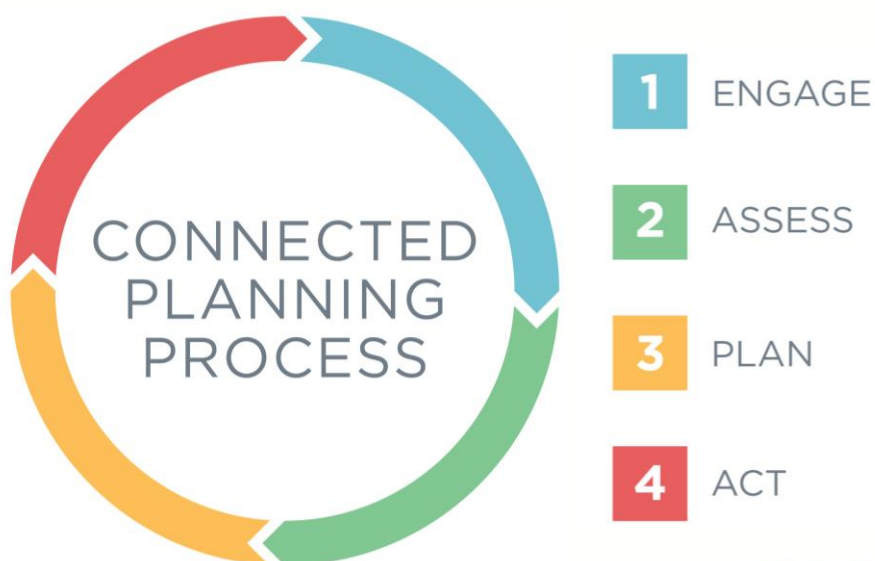 CONNECTED
PLANNING
PROCESS
1 ENGAGE
2 ASSESS
3 PLAN
4 ACT